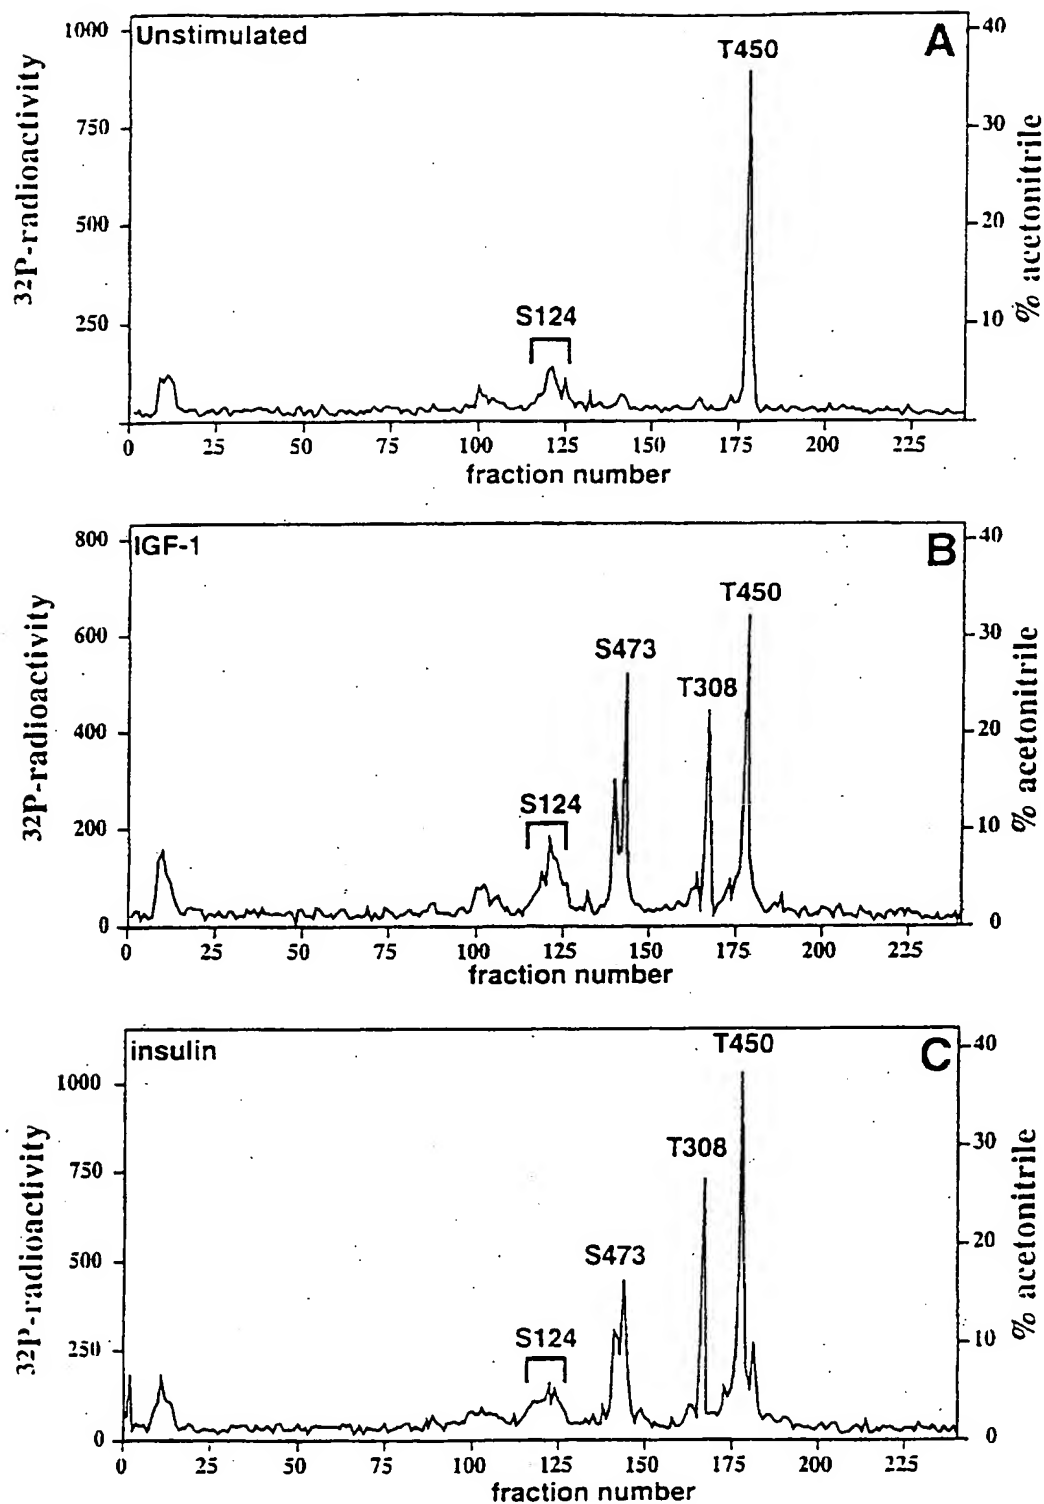 Unstimulated
A
T450
S124
1000
750
500
250
40
30
20
10
32P-radioactivity
% acetonitrile
0 25 50 75 100 125 150 175 200 225
fraction number
IGF-1
B
T450
S473
T308
S124
800
600
400
200
0
40
30
20
10
0
32P-radioactivity
% acetonitrile
0 25 50 75 100 125 150 175 200 225
fraction number
insulin
C
T450
T308
S473
S124
1000
750
500
250
0
40
30
20
10
0
32P-radioactivity
% acetonitrile
0 25 50 75 100 125 150 175 200 225
fraction number